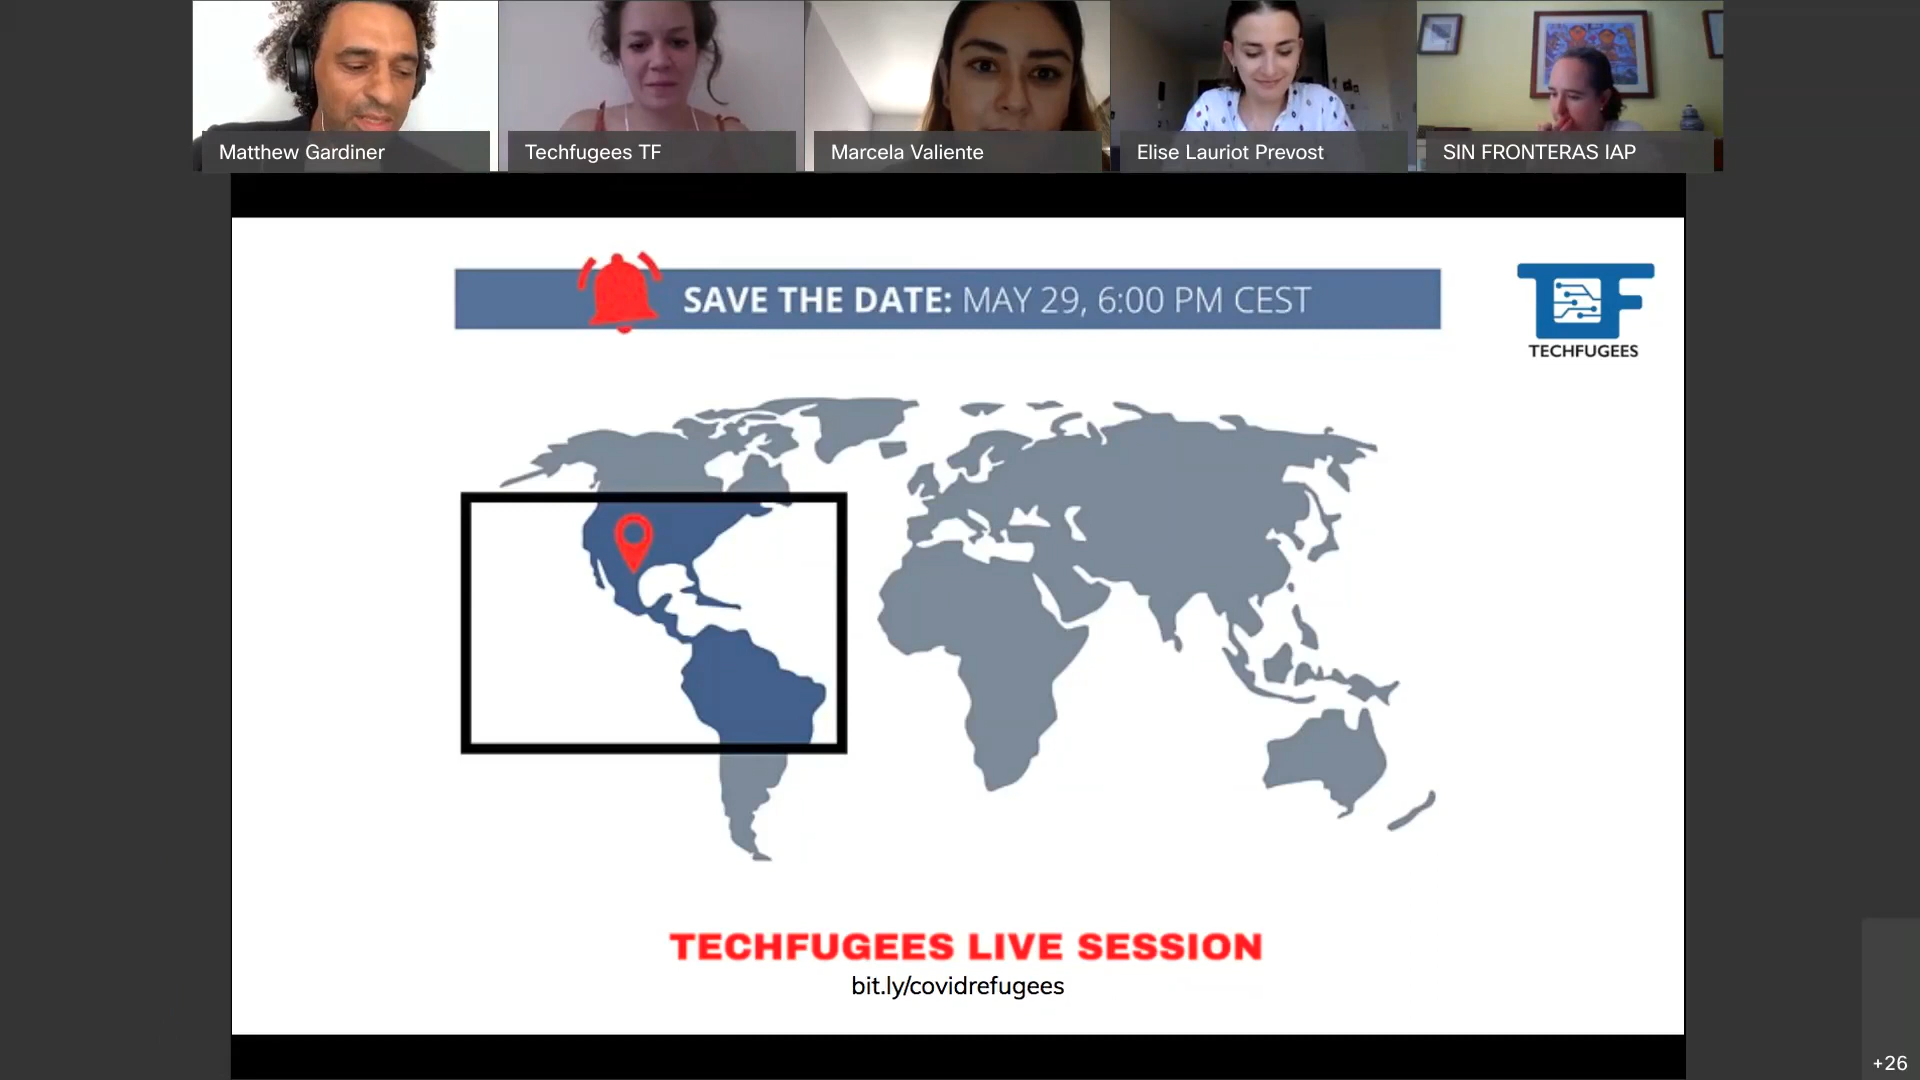 Matthew Gardiner
Techfugees TF
Marcela Valiente
Elise Lauriot Prevost
SIN FRONTERAS IAP
SAVE THE DATE: MAY 29, 6:00 PM CEST
TECHFUGEES
TECHFUGEES LIVE SESSION
bit.ly/covidrefugees
+26